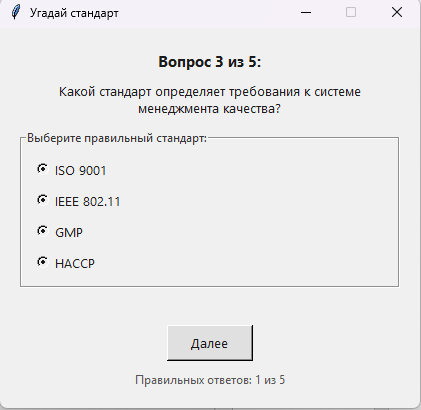 Угадай стандарт
Вопрос 3 из 5:
Какой стандарт определяет требования к системе
менеджмента качества?
Выберите правильный стандарт:
ISO 9001
IEEE 802.11
GMP
HACCP
Далее
Правильных ответов: 1 из 5